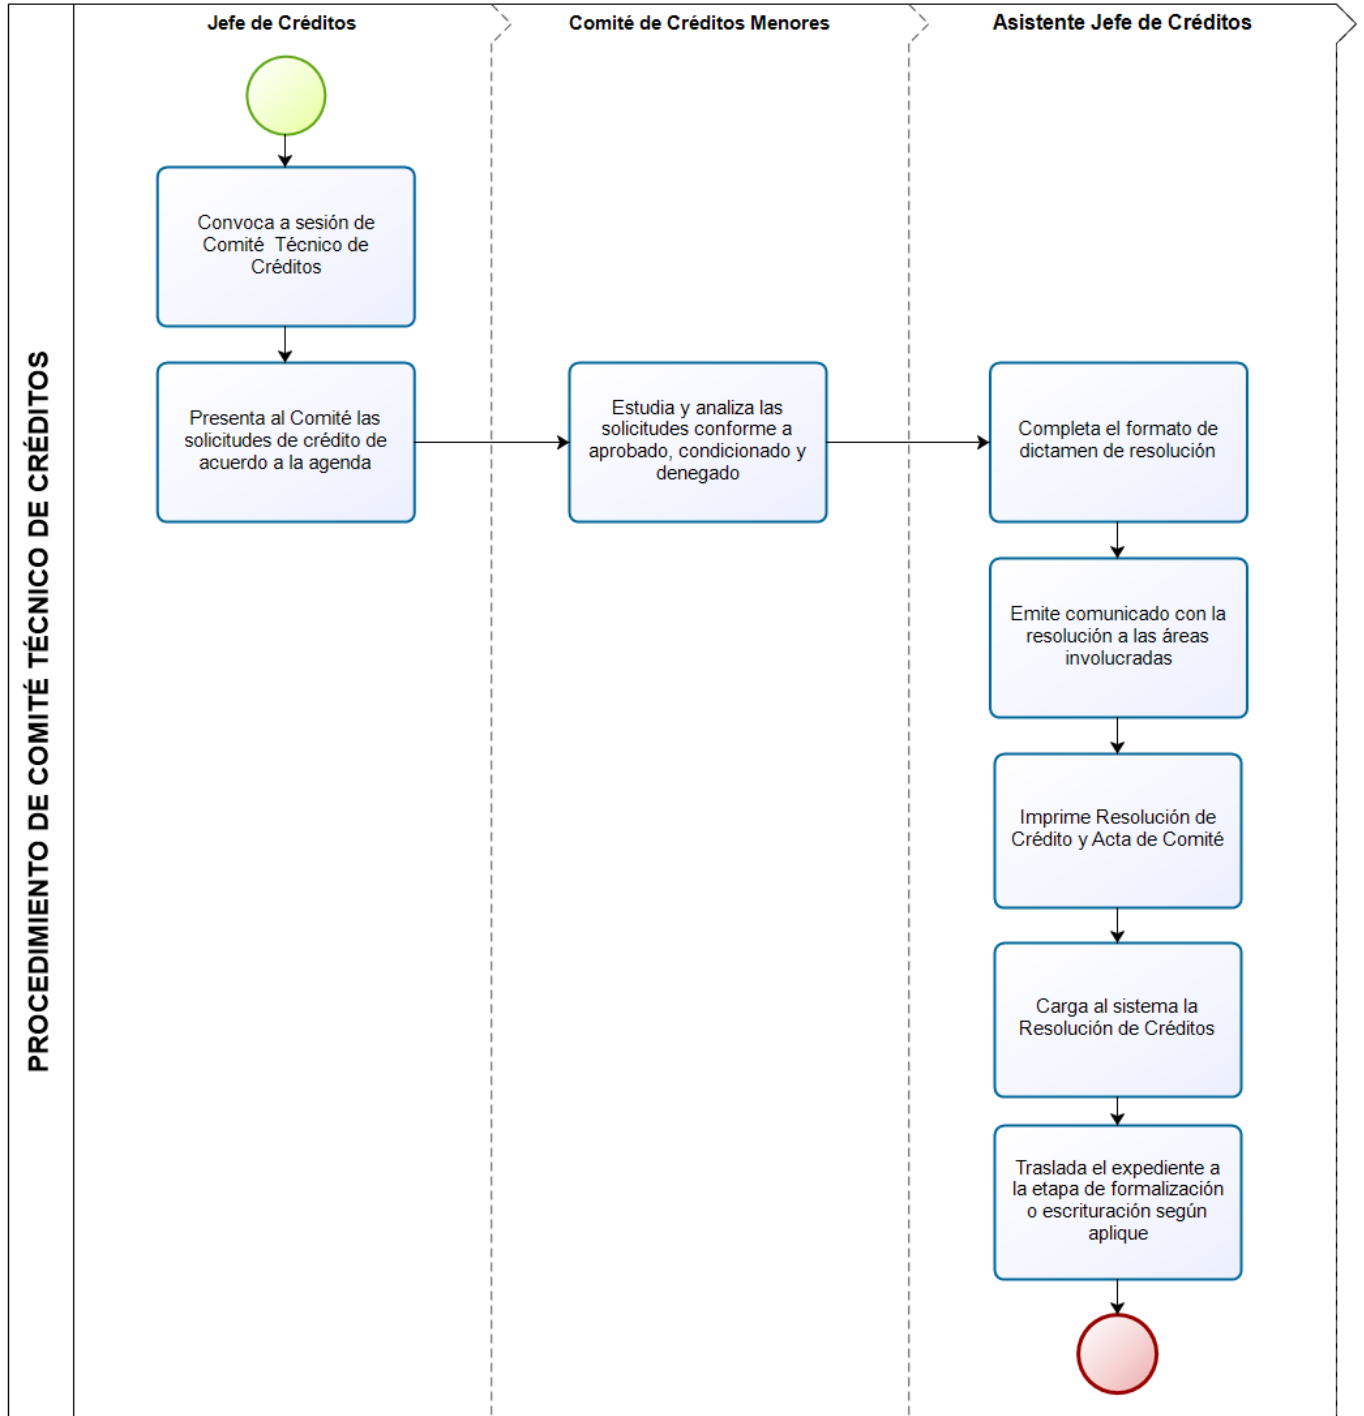 PROCEDIMIENTO DE COMITÉ TÉCNICO DE CRÉDITOS
Jefe de Créditos
Comité de Créditos Menores
Asistente Jefe de Créditos
Convoca a sesión de
Comité Técnico de
Créditos
Presenta al Comité las
solicitudes de crédito de
acuerdo a la agenda
Estudia y analiza las
solicitudes conforme a
aprobado, condicionado y
denegado
Completa el formato de
dictamen de resolución
Emite comunicado con la
resolución a las áreas
involucradas
Imprime Resolución de
Crédito y Acta de Comité
Carga al sistema la
Resolución de Créditos
Traslada el expediente a
la etapa de formalización
o escrituración según
aplique